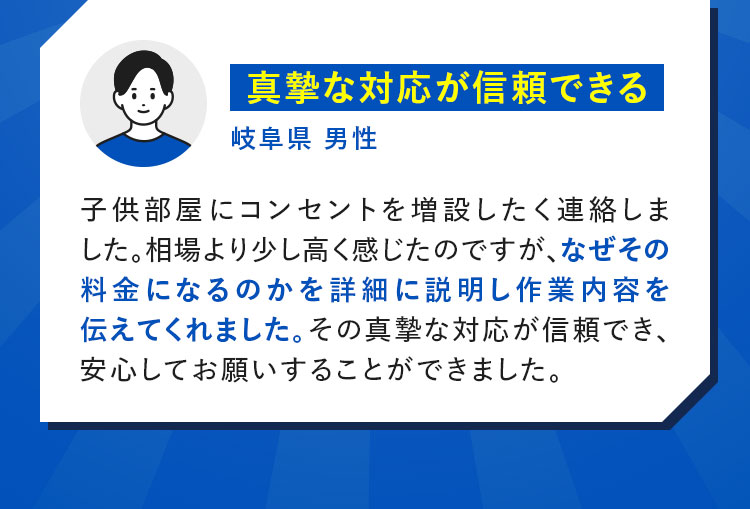 真摯な対応が信頼できる
岐阜県 男性
子供部屋にコンセントを増設したく連絡しま
した。相場より少し高く感じたのですが、なぜその
料金になるのかを詳細に説明し作業内容を
伝えてくれました。その真摯な対応が信頼でき、
安心してお願いすることができました。